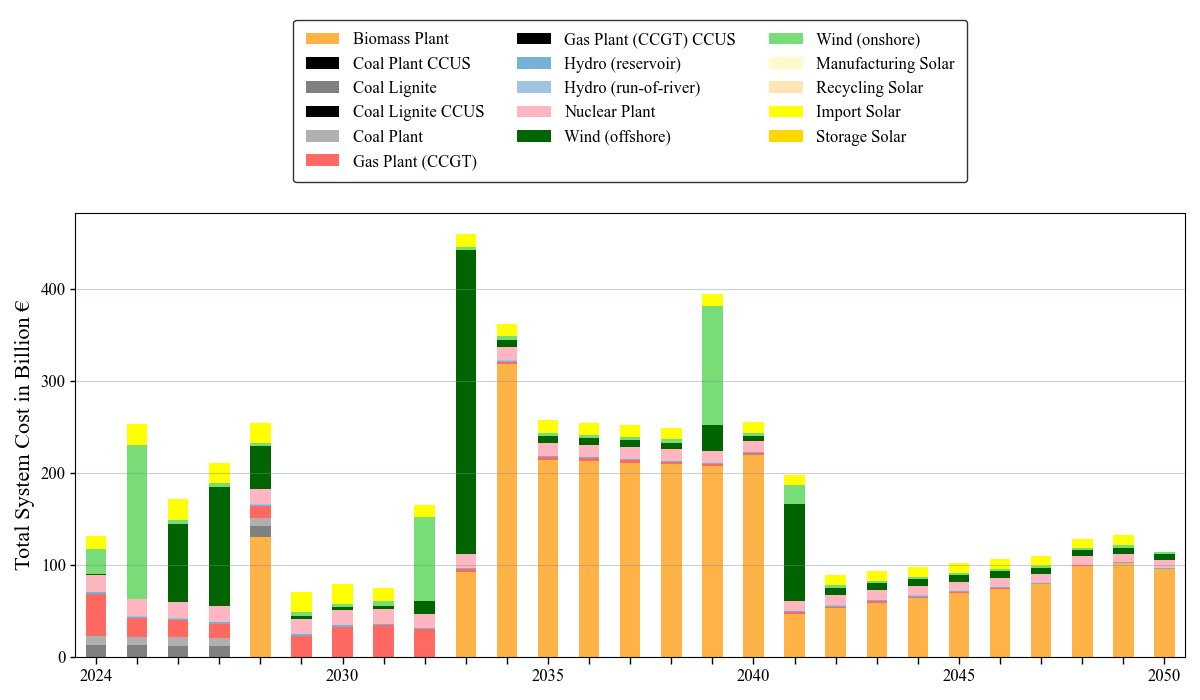 Biomass Plant
Coal Plant CCUS
Coal Lignite
Coal Lignite CCUS
Coal Plant
Gas Plant (CCGT)
Gas Plant (CCGT) CCUS
Hydro (reservoir)
Hydro (run-of-river)
Nuclear Plant
Wind (offshore)
Wind (onshore)
Manufacturing Solar
Recycling Solar
Import Solar
Storage Solar
Total System Cost in Billion €
400
300
200
100
0
2024
2030
2035
2040
2045
2050